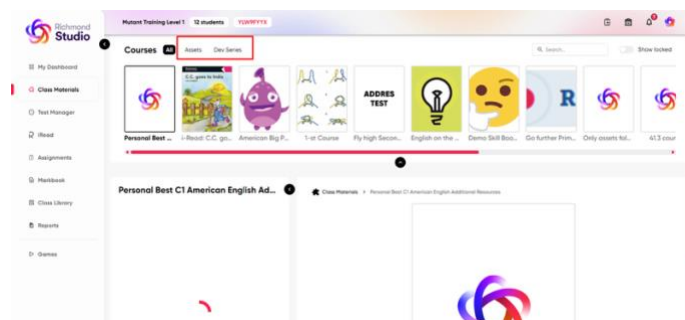 Richmond
Studio
Mutant Training Level 1 12 students
Courses All Assets Dev Series
Search...
Show locked
My Dashboard
Class Materials
Test Manager
iRead
Assignments
Markbook
Class Library
Reports
Games
C.C. goes to India
ADDRES
TEST
R
Personal Best ...
i-Read: C.C. go...
American Big P...
1-st Course
Fly high Secon...
English on the ...
Demo Skill Boo...
Go further Prim...
Only assets fol...
41.3 cour
Personal Best C1 American English Ad...
Class Materials Personal Best C1 American English Additional Resources